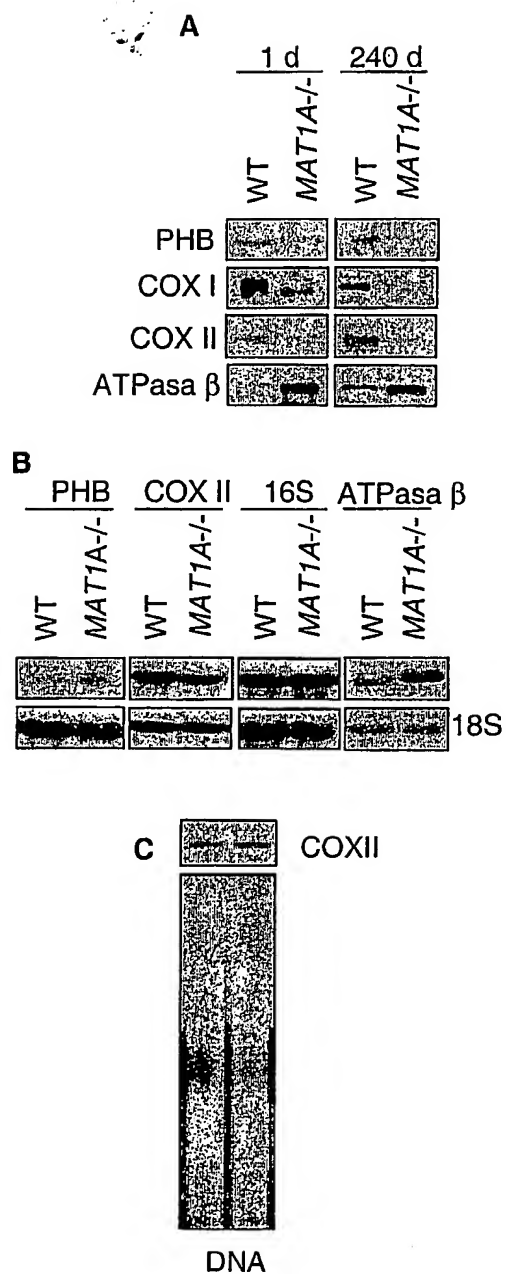 A
1 d 240 d
WT MAT1A-/- WT MAT1A-/-
PHB
COX I
COX II
ATPasa β
B
PHB COX II 16S ATPasa β
WT MAT1A-/- WT MAT1A-/- WT MAT1A-/- WT MAT1A-/-
18S
C COXII
DNA